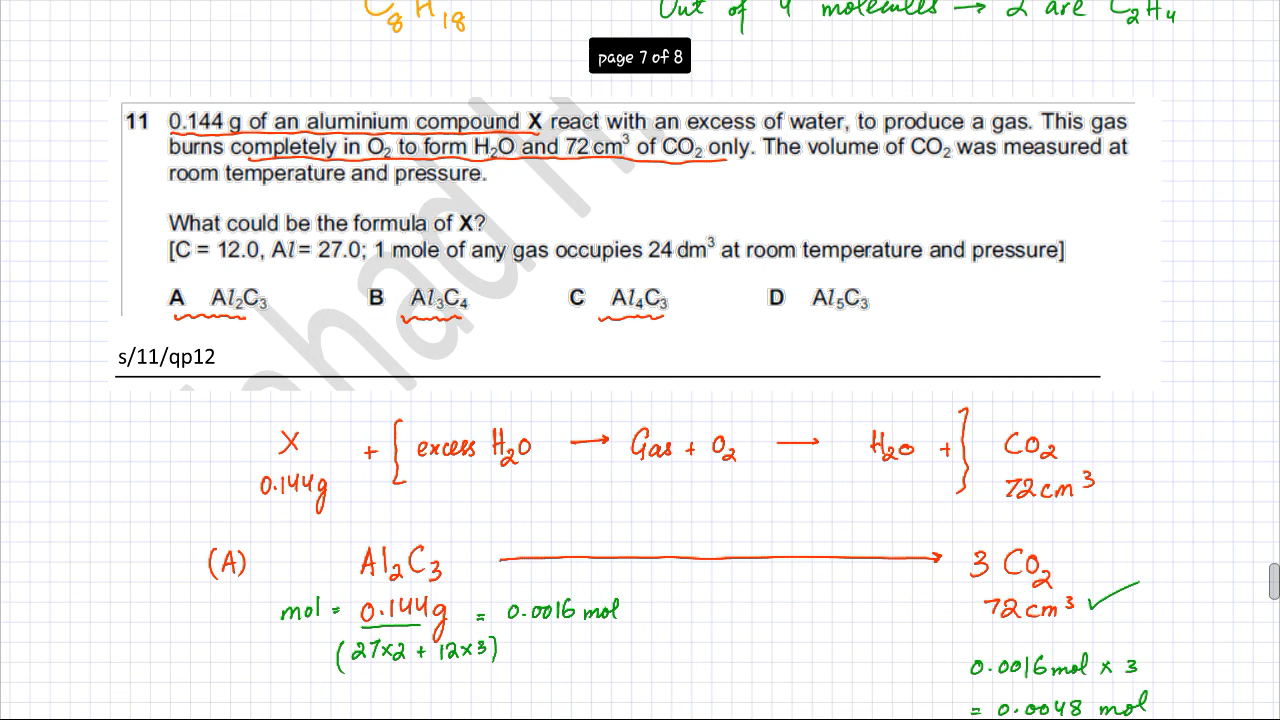 C8H18
Out of 4 molecules → 2 are C2H4
page 7 of 8
11 0.144 g of an aluminium compound X react with an excess of water, to produce a gas. This gas
burns completely in O2 to form H2O and 72 cm³ of CO2 only. The volume of CO2 was measured at
room temperature and pressure.
What could be the formula of X?
[C = 12.0, Al = 27.0; 1 mole of any gas occupies 24 dm³ at room temperature and pressure]
A Al2C3 B Al3C4 C Al4C3 D Al5C3
s/11/qp12
X + [ excess H2O → Gas + O2 → H2O + } CO2
0.144g 72cm³
(A) Al2C3 → 3 CO2
mol = 0.144g = 0.0016 mol 72cm³ ✓
(27×2 + 12×3)
0.0016mol × 3
= 0.0048 mol